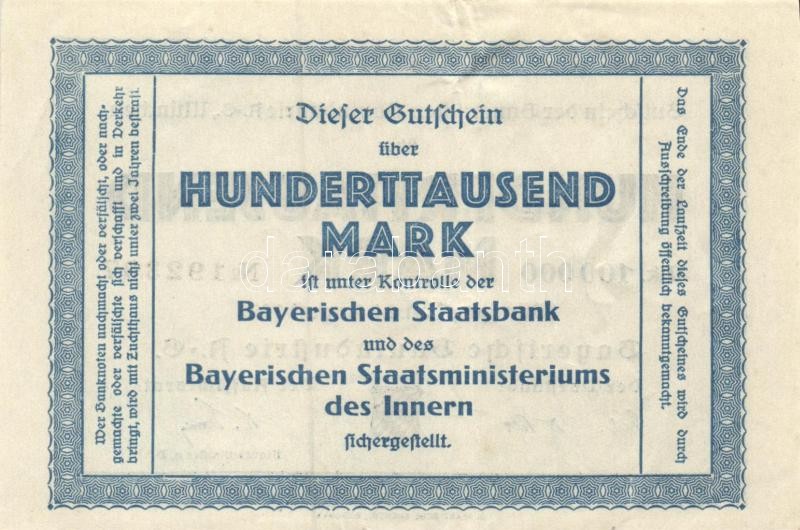 Wer Banknoten nachmacht oder verfälscht, oder nach-
gemachte oder verfälschte sich verschafft und in Verkehr
bringt, wird mit Zuchthaus nicht unter zwei Jahren bestraft.
Dieser Gutschein
über
HUNDERTTAUSEND
MARK
ist unter Kontrolle der
Bayerischen Staatsbank
und des
Bayerischen Staatsministeriums
des Innern
sichergestellt.
Das Ende der Laufzeit dieses Gutscheines wird durch
Ausschreibung öffentlich bekanntgemacht.
databanth